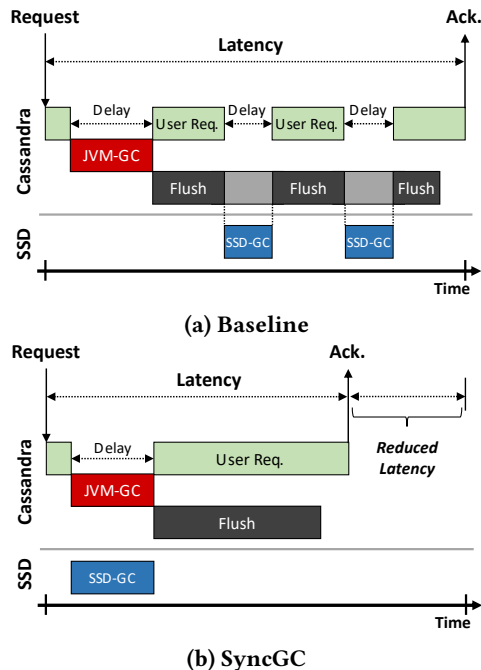 Request
Ack.
Latency
Delay
User Req.
Delay
User Req.
Delay
Cassandra
JVM-GC
Flush
Flush
Flush
SSD
SSD-GC
SSD-GC
Time
(a) Baseline
Request
Ack.
Latency
Reduced
Latency
Delay
User Req.
Cassandra
JVM-GC
Flush
SSD
SSD-GC
Time
(b) SyncGC